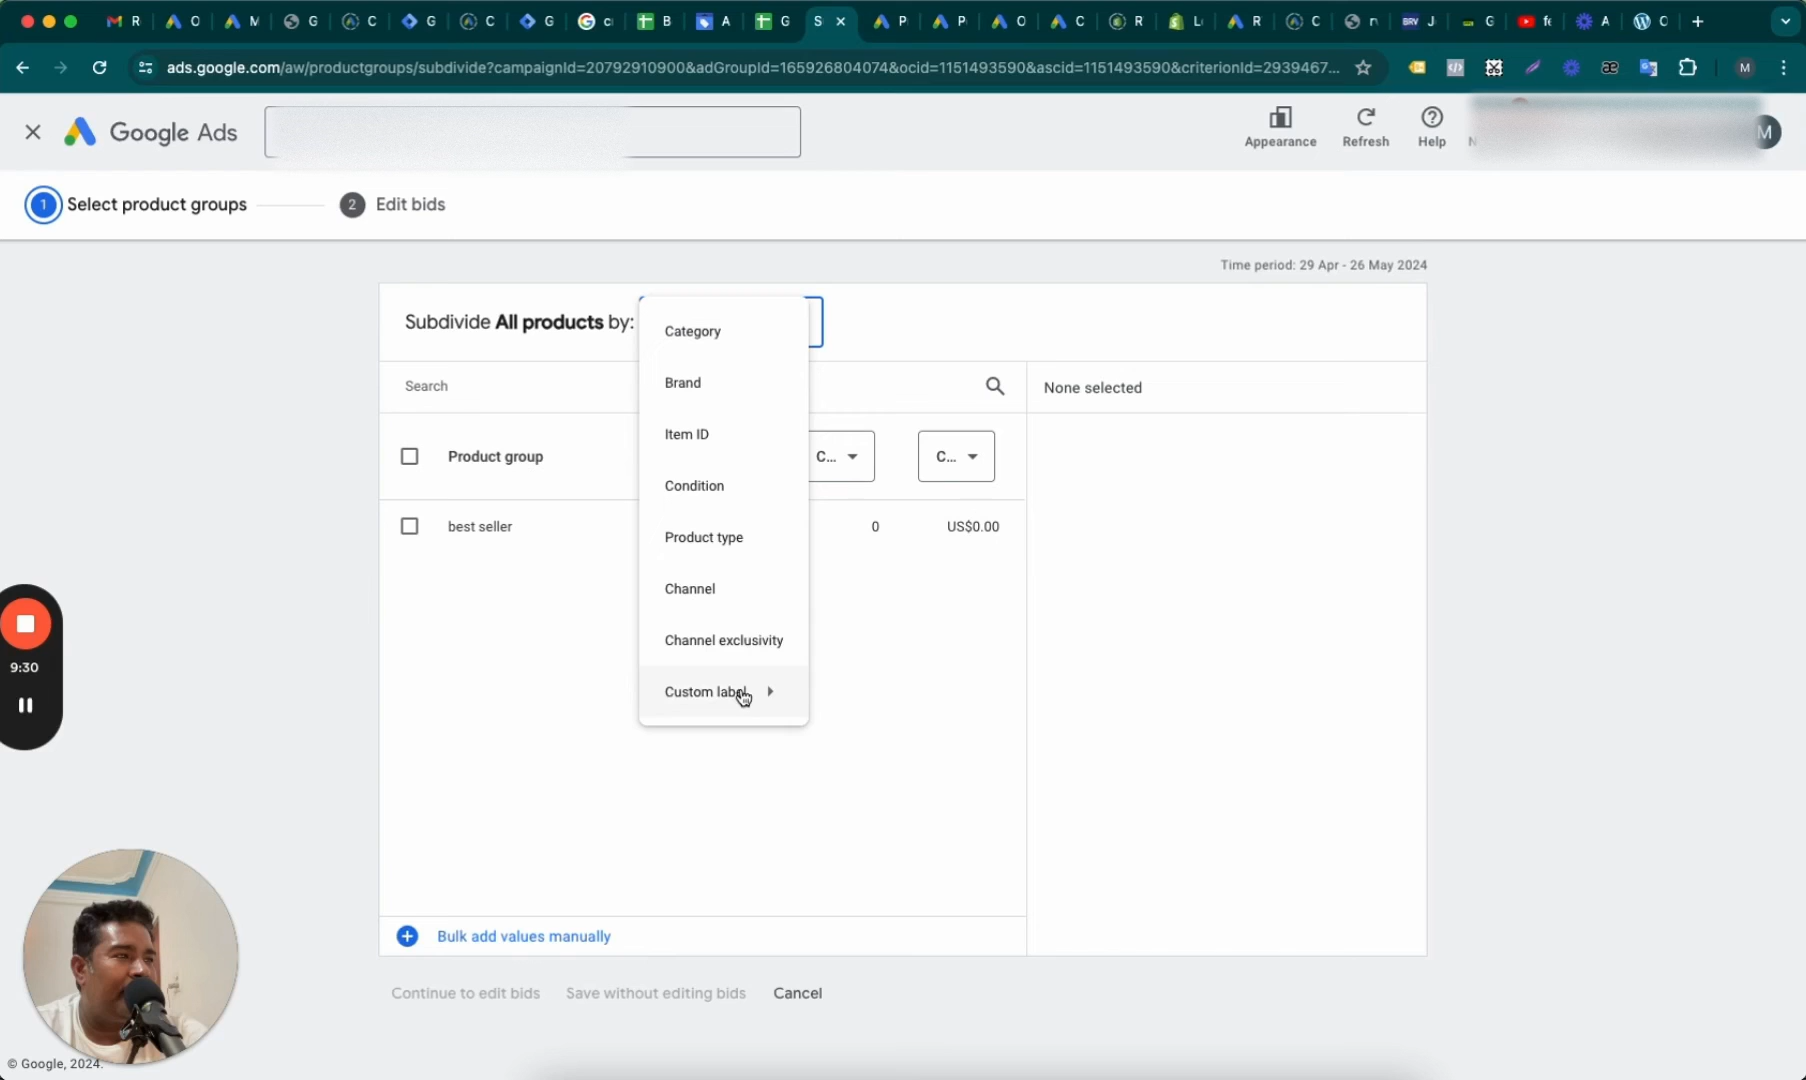 M R
O
M
G
C
G
C
G
cı
B
A
G
S
P
P
O
C
R
L
R
C
n
BRV J
G
fe
A
C
ads.google.com/aw/productgroups/subdivide?campaignId=20792910900&adGroupId=165926804074&ocid=1151493590&ascid=1151493590&criterionId=2939467...
M
Google Ads
Appearance
Refresh
Help
N
M
1 Select product groups
2 Edit bids
Time period: 29 Apr - 26 May 2024
Subdivide All products by:
Category
Brand
Item ID
Condition
Product type
Channel
Channel exclusivity
Custom label
Search
None selected
Product group
C...
C...
best seller
0
US$0.00
9:30
Bulk add values manually
Continue to edit bids
Save without editing bids
Cancel
© Google, 2024.